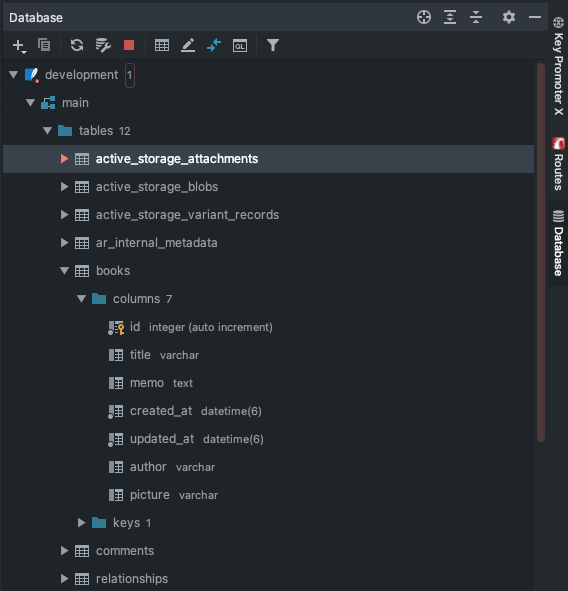 Database
development 1
main
tables 12
active_storage_attachments
active_storage_blobs
active_storage_variant_records
ar_internal_metadata
books
columns 7
id integer (auto increment)
title varchar
memo text
created_at datetime(6)
updated_at datetime(6)
author varchar
picture varchar
keys 1
comments
relationships
QL
Key Promoter X
Routes
Database